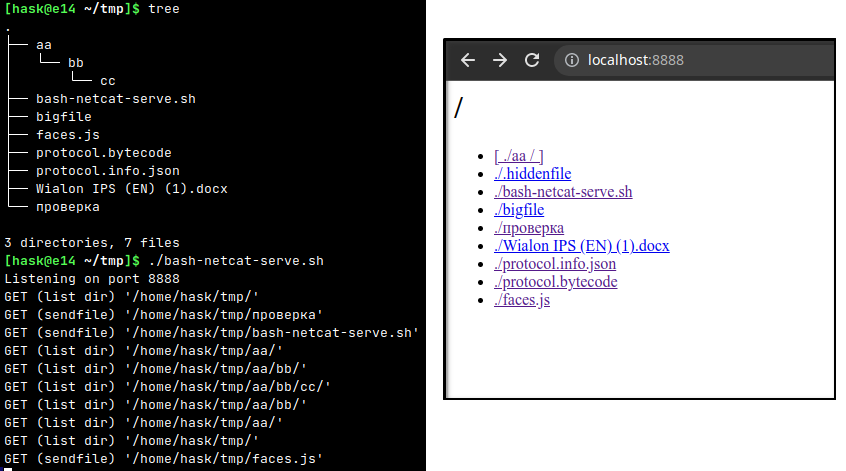 [hask@e14 ~/tmp]$ tree
.
├── aa
│   └── bb
│       └── cc
├── bash-netcat-serve.sh
├── bigfile
├── faces.js
├── protocol.bytecode
├── protocol.info.json
├── Wialon IPS (EN) (1).docx
└── проверка
3 directories, 7 files
[hask@e14 ~/tmp]$ ./bash-netcat-serve.sh
Listening on port 8888
GET (list dir) '/home/hask/tmp/'
GET (sendfile) '/home/hask/tmp/проверка'
GET (sendfile) '/home/hask/tmp/bash-netcat-serve.sh'
GET (list dir) '/home/hask/tmp/aa/'
GET (list dir) '/home/hask/tmp/aa/bb/'
GET (list dir) '/home/hask/tmp/aa/bb/cc/'
GET (list dir) '/home/hask/tmp/aa/bb/'
GET (list dir) '/home/hask/tmp/aa/'
GET (list dir) '/home/hask/tmp/'
GET (sendfile) '/home/hask/tmp/faces.js'
localhost:8888
/
[ ./aa / ]
./.hiddenfile
./bash-netcat-serve.sh
./bigfile
./проверка
./Wialon IPS (EN) (1).docx
./protocol.info.json
./protocol.bytecode
./faces.js